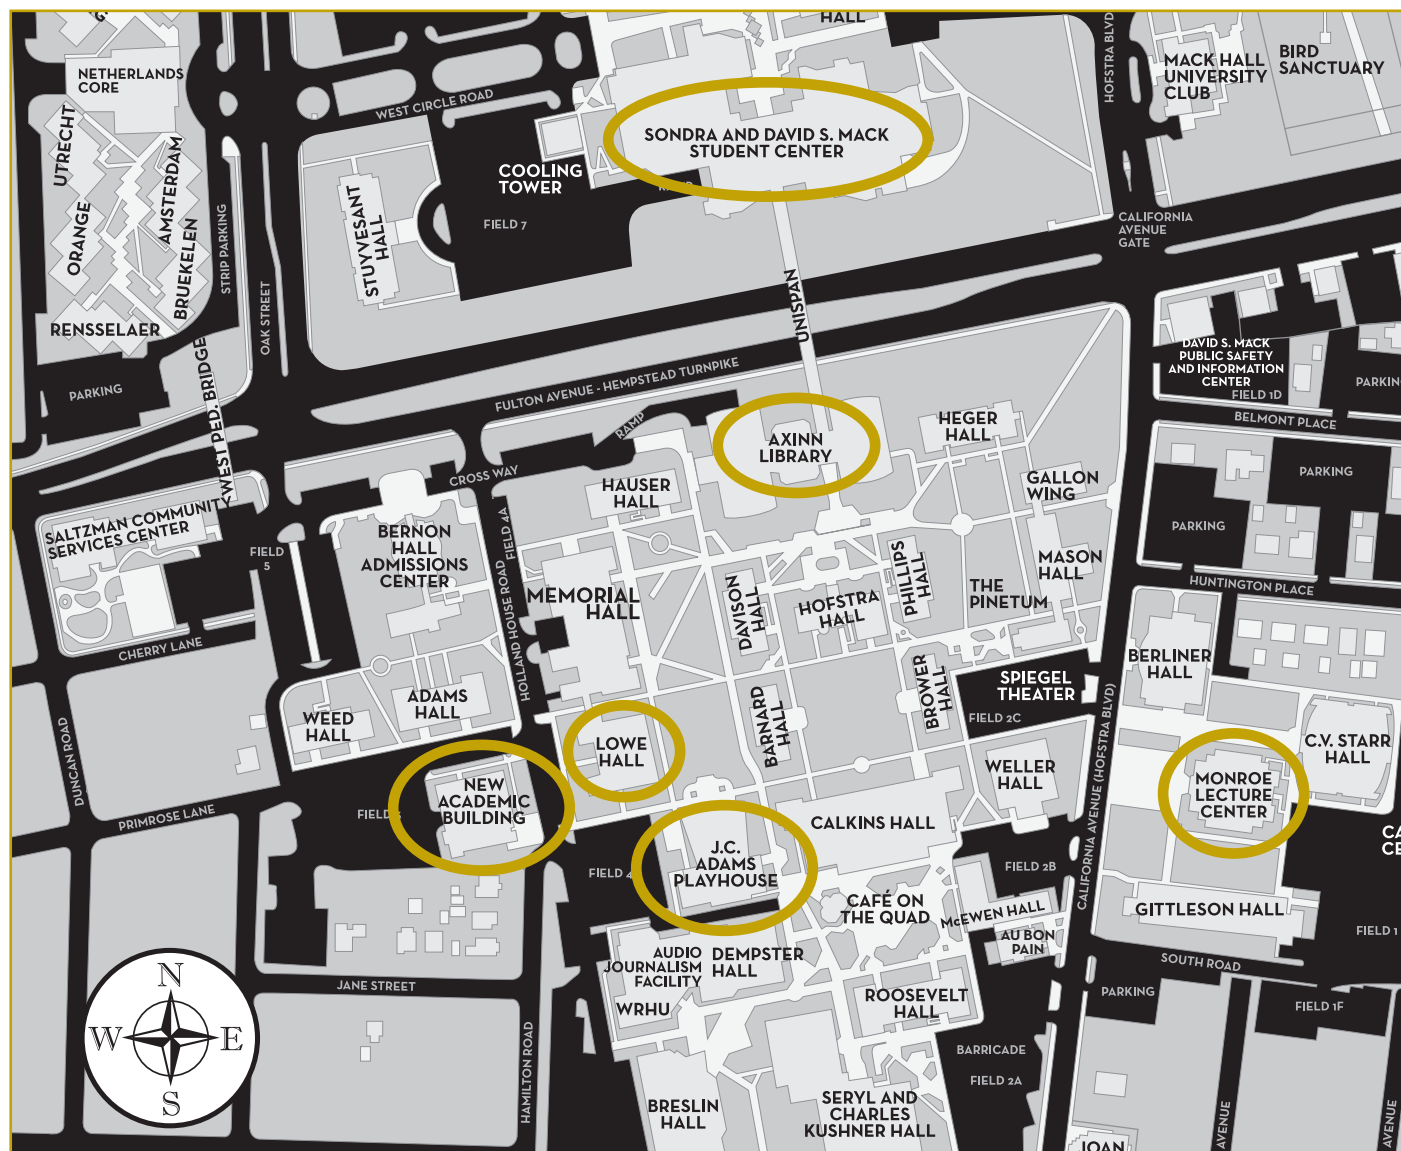 HALL
HOFSTRA BLVD
NETHERLANDS
CORE
MACK HALL
UNIVERSITY
CLUB
BIRD
SANCTUARY
WEST CIRCLE ROAD
UTRECHT
AMSTERDAM
ORANGE
BRUEKELEN
RENSSELAER
STRIP PARKING
OAK STREET
STUYVESANT
HALL
COOLING
TOWER
FIELD 7
SONDRA AND DAVID S. MACK
STUDENT CENTER
CALIFORNIA
AVENUE
GATE
UNISPAN
PARKING
WEST PED. BRIDGE
FULTON AVENUE - HEMPSTEAD TURNPIKE
DAVID S. MACK
PUBLIC SAFETY
AND INFORMATION
CENTER
FIELD 1D
PARKIN
BELMONT PLACE
RAMP
AXINN
LIBRARY
HEGER
HALL
CROSS WAY
HAUSER
HALL
GALLON
WING
PARKING
PARKING
SALTZMAN COMMUNITY
SERVICES CENTER
FIELD
5
BERNON
HALL
ADMISSIONS
CENTER
FIELD 4A
HOLLAND HOUSE ROAD
MEMORIAL
HALL
DAVISON
HALL
HOFSTRA
HALL
PHILLIPS
HALL
THE
PINETUM
MASON
HALL
HUNTINGTON PLACE
CHERRY LANE
BERLINER
HALL
ADAMS
HALL
WEED
HALL
BARNARD
HALL
BROWER
HALL
SPIEGEL
THEATER
FIELD 2C
LOWE
HALL
DUNCAN ROAD
CALIFORNIA AVENUE (HOFSTRA BLVD)
C.V. STARR
HALL
WELLER
HALL
MONROE
LECTURE
CENTER
NEW
ACADEMIC
BUILDING
PRIMROSE LANE
CALKINS HALL
J.C.
ADAMS
PLAYHOUSE
FIELD 4
FIELD 2B
CA
CE
CAFÉ ON
THE QUAD
McEWEN HALL
GITTLESON HALL
AU BON
PAIN
FIELD 1
AUDIO
JOURNALISM
FACILITY
DEMPSTER
HALL
SOUTH ROAD
JANE STREET
WRHU
ROOSEVELT
HALL
PARKING
FIELD 1F
N
W
E
S
HAMILTON ROAD
BARRICADE
FIELD 2A
BRESLIN
HALL
SERYL AND
CHARLES
KUSHNER HALL
JOAN
AVENUE
AVENUE